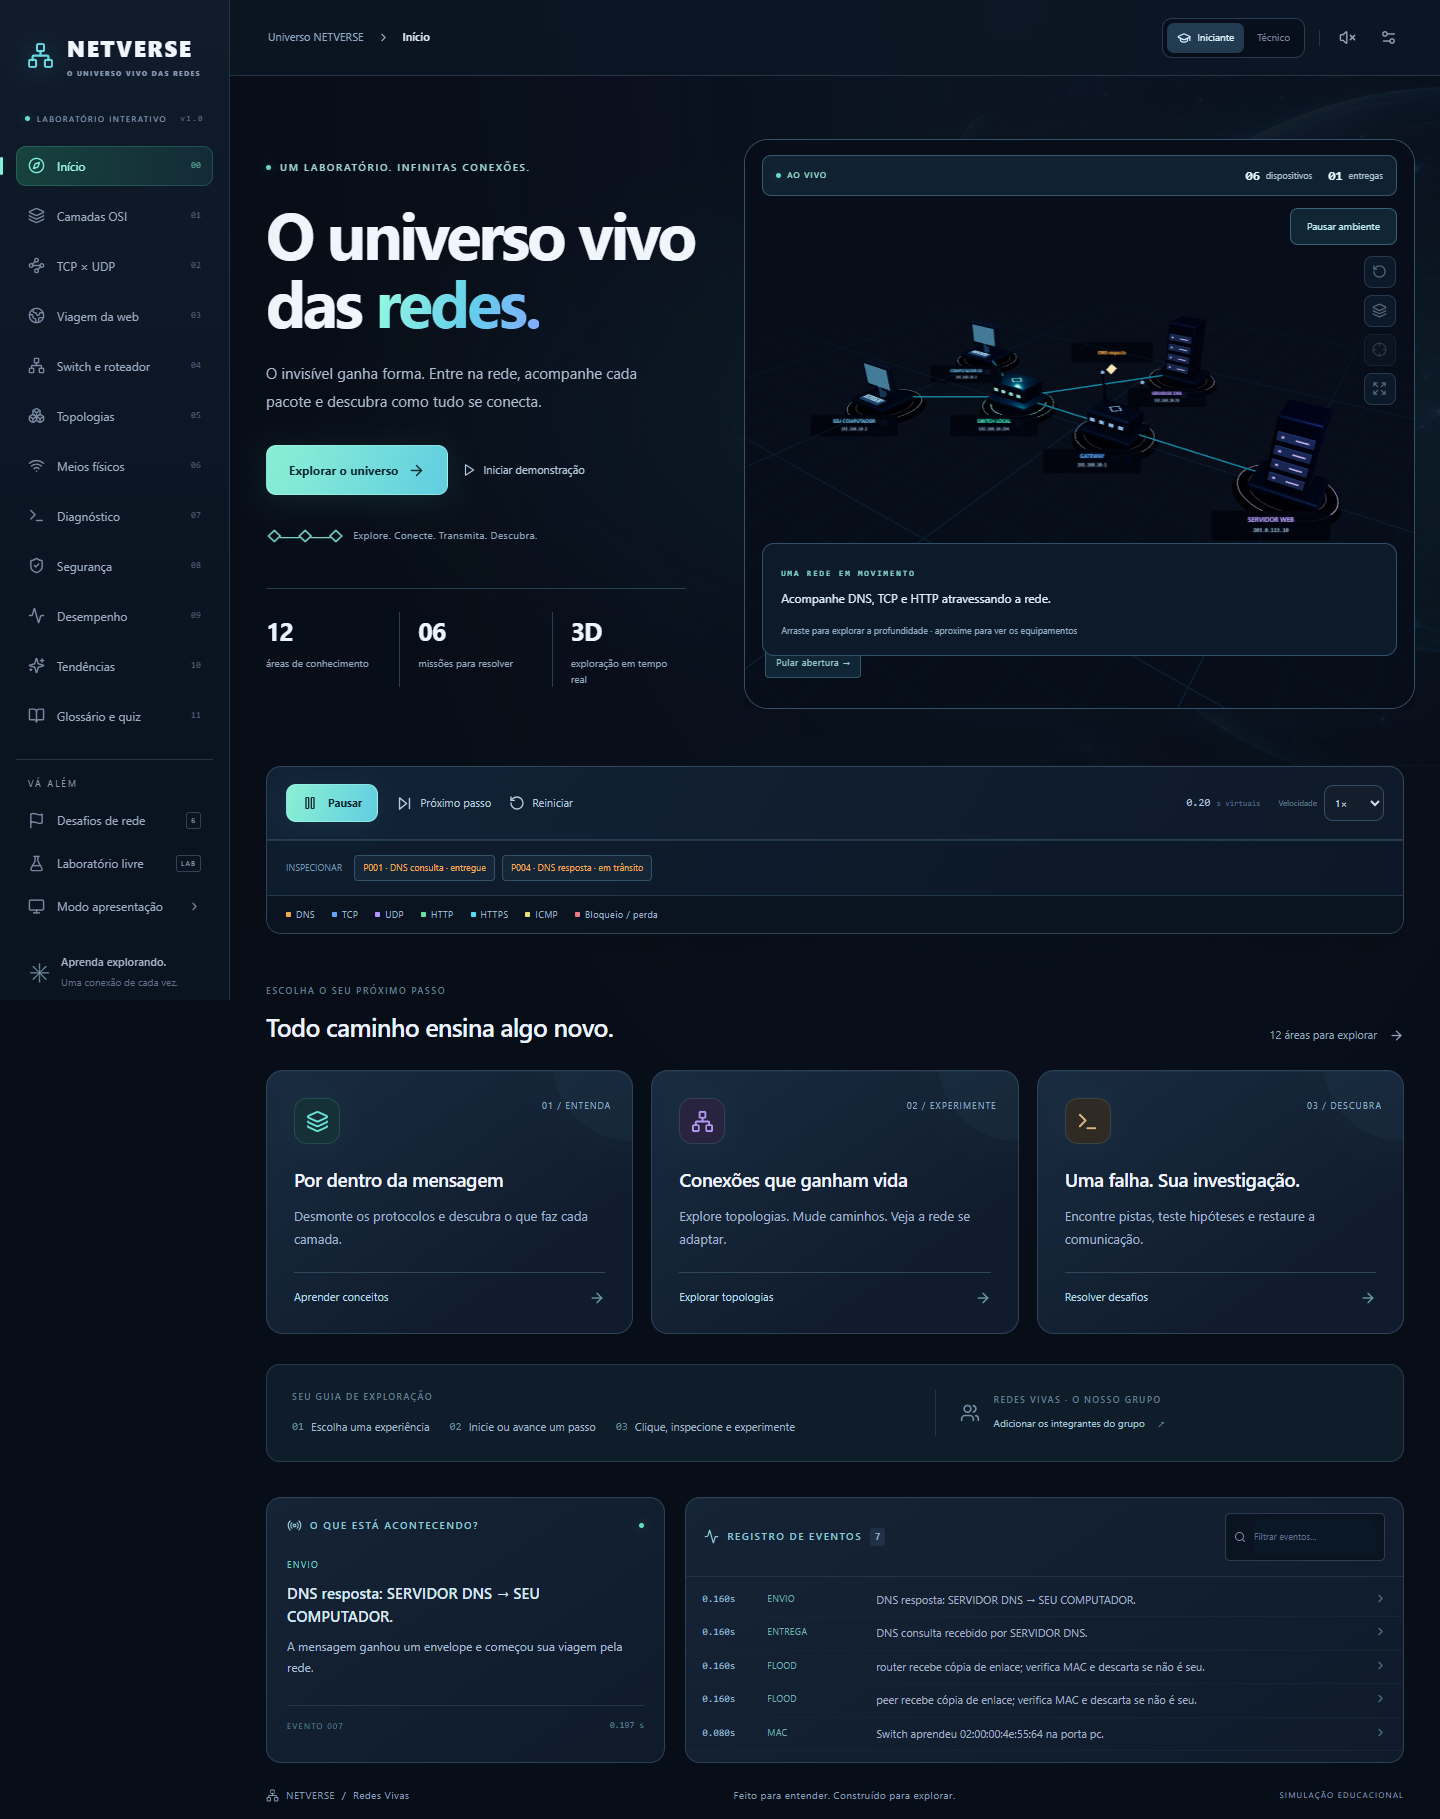 NETVERSE
O UNIVERSO VIVO DAS REDES
LABORATÓRIO INTERATIVO v1.0
Início 00
Camadas OSI 01
TCP × UDP 02
Viagem da web 03
Switch e roteador 04
Topologias 05
Meios físicos 06
Diagnóstico 07
Segurança 08
Desempenho 09
Tendências 10
Glossário e quiz 11
VÁ ALÉM
Desafios de rede 6
Laboratório livre LAB
Modo apresentação
Aprenda explorando.
Uma conexão de cada vez.
Universo NETVERSE > Início
Iniciante Técnico
UM LABORATÓRIO. INFINITAS CONEXÕES.
O universo vivo
das redes.
O invisível ganha forma. Entre na rede, acompanhe cada
pacote e descubra como tudo se conecta.
Explorar o universo →
Iniciar demonstração
Explore. Conecte. Transmita. Descubra.
12
áreas de conhecimento
06
missões para resolver
3D
exploração em tempo
real
AO VIVO
06 dispositivos 01 entregas
Pausar ambiente
DNS resposta
SEU COMPUTADOR
SWITCH LOCAL
GATEWAY
SERVIDOR DNS
SERVIDOR WEB
203.0.113.10
UMA REDE EM MOVIMENTO
Acompanhe DNS, TCP e HTTP atravessando a rede.
Arraste para explorar a profundidade · aproxime para ver os equipamentos
Pular abertura →
Pausar
Próximo passo
Reiniciar
0.20 s virtuais Velocidade 1×
INSPECIONAR P001 · DNS consulta · entregue P004 · DNS resposta · em trânsito
DNS TCP UDP HTTP HTTPS ICMP Bloqueio / perda
ESCOLHA O SEU PRÓXIMO PASSO
Todo caminho ensina algo novo.
12 áreas para explorar →
01 / ENTENDA
Por dentro da mensagem
Desmonte os protocolos e descubra o que faz cada
camada.
Aprender conceitos →
02 / EXPERIMENTE
Conexões que ganham vida
Explore topologias. Mude caminhos. Veja a rede se
adaptar.
Explorar topologias →
03 / DESCUBRA
Uma falha. Sua investigação.
Encontre pistas, teste hipóteses e restaure a
comunicação.
Resolver desafios →
SEU GUIA DE EXPLORAÇÃO
01 Escolha uma experiência 02 Inicie ou avance um passo 03 Clique, inspecione e experimente
REDES VIVAS · O NOSSO GRUPO
Adicionar os integrantes do grupo ↗
O QUE ESTÁ ACONTECENDO?
ENVIO
DNS resposta: SERVIDOR DNS → SEU
COMPUTADOR.
A mensagem ganhou um envelope e começou sua viagem pela
rede.
EVENTO 007 0.197 s
REGISTRO DE EVENTOS 7
Filtrar eventos...
0.160s ENVIO DNS resposta: SERVIDOR DNS → SEU COMPUTADOR.
0.160s ENTREGA DNS consulta recebido por SERVIDOR DNS.
0.160s FLOOD router recebe cópia de enlace; verifica MAC e descarta se não é seu.
0.160s FLOOD peer recebe cópia de enlace; verifica MAC e descarta se não é seu.
0.080s MAC Switch aprendeu 02:00:00:4e:55:64 na porta pc.
NETVERSE / Redes Vivas
Feito para entender. Construído para explorar.
SIMULAÇÃO EDUCACIONAL